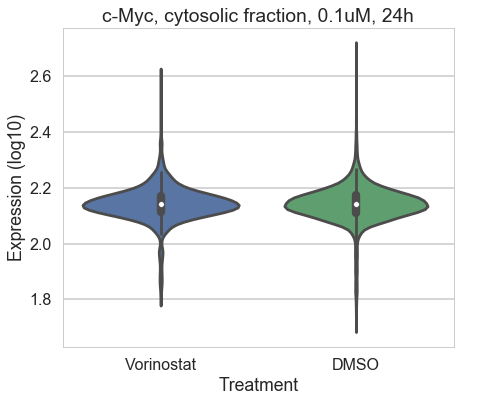 c-Myc, cytosolic fraction, 0.1uM, 24h
Expression (log10)
2.6
2.4
2.2
2.0
1.8
Vorinostat DMSO
Treatment